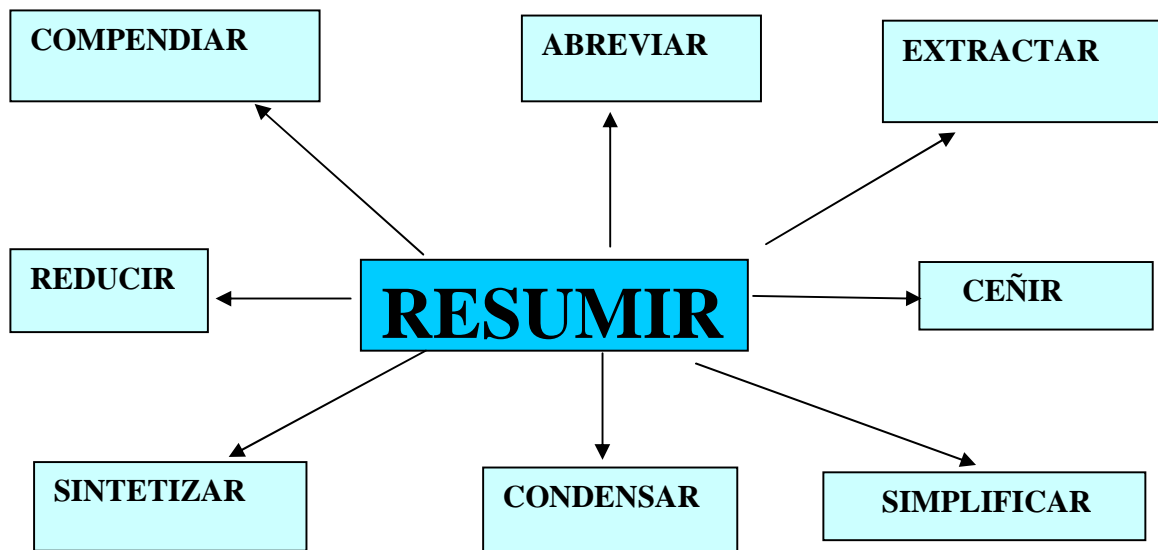 COMPENDIAR
ABREVIAR
EXTRACTAR
REDUCIR
RESUMIR
CEÑIR
SINTETIZAR
CONDENSAR
SIMPLIFICAR